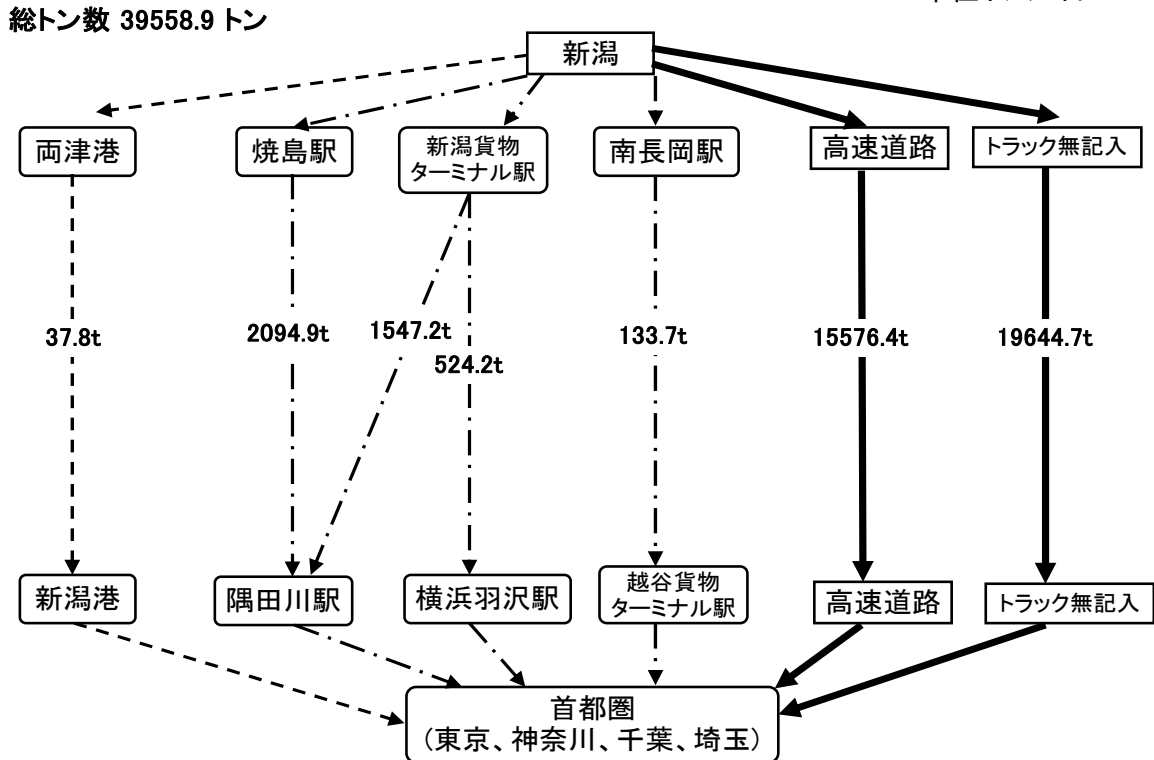 総トン数 39558.9 トン
新潟
両津港
焼島駅
新潟貨物
ターミナル駅
南長岡駅
高速道路
トラック無記入
37.8t
2094.9t
1547.2t
524.2t
133.7t
15576.4t
19644.7t
新潟港
隅田川駅
横浜羽沢駅
越谷貨物
ターミナル駅
高速道路
トラック無記入
首都圏
(東京、神奈川、千葉、埼玉)